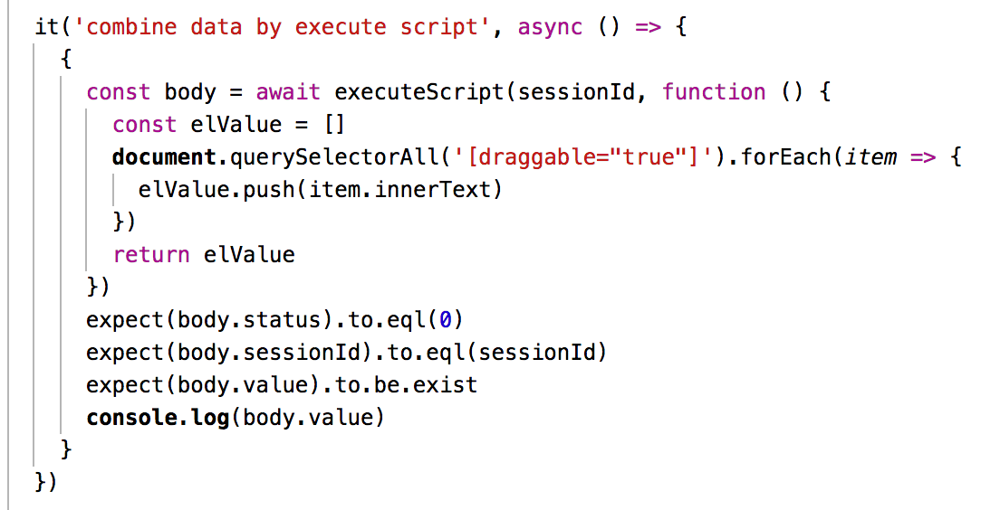 it('combine data by execute script', async () => {
  {
    const body = await executeScript(sessionId, function () {
      const elValue = []
      document.querySelectorAll('[draggable="true"]').forEach(item => {
        elValue.push(item.innerText)
      })
      return elValue
    })
    expect(body.status).to.eql(0)
    expect(body.sessionId).to.eql(sessionId)
    expect(body.value).to.be.exist
    console.log(body.value)
  }
})